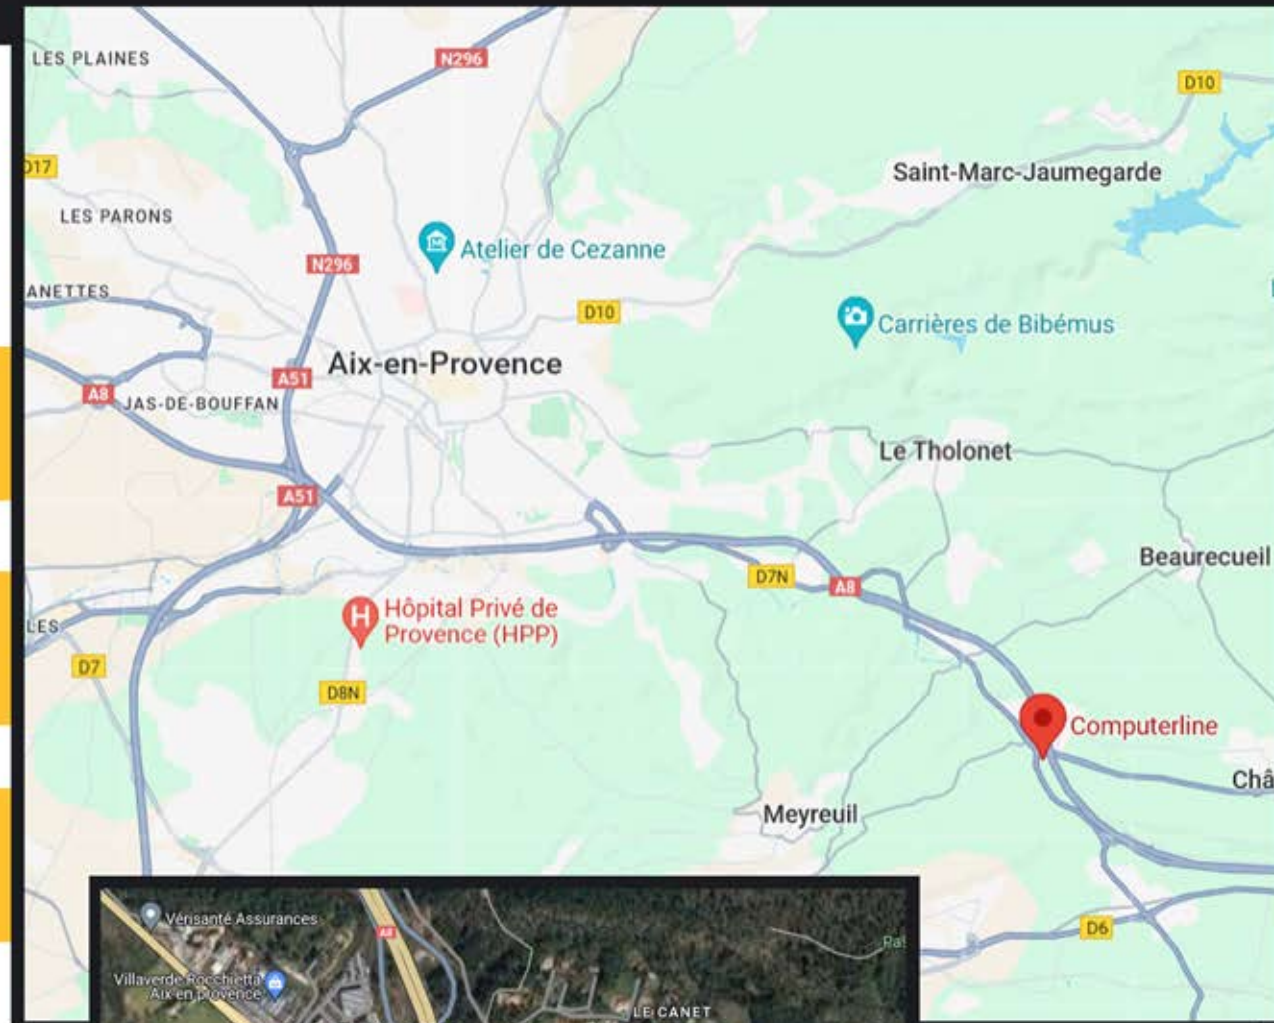 LES PLAINES
N296
D10
D17
Saint-Marc-Jaumegarde
LES PARONS
Atelier de Cezanne
N296
ANETTES
D10
Carrières de Bibémus
Aix-en-Provence
A51
A8
JAS-DE-BOUFFAN
Le Tholonet
A51
Beaurecueil
D7N
A8
Hôpital Privé de
Provence (HPP)
LES
D7
D8N
Computerline
Châ
Meyreuil
Vérisanté Assurances
A8
D6
Pas
Villaverde Rocchietta
Aix en provence
LE CANET